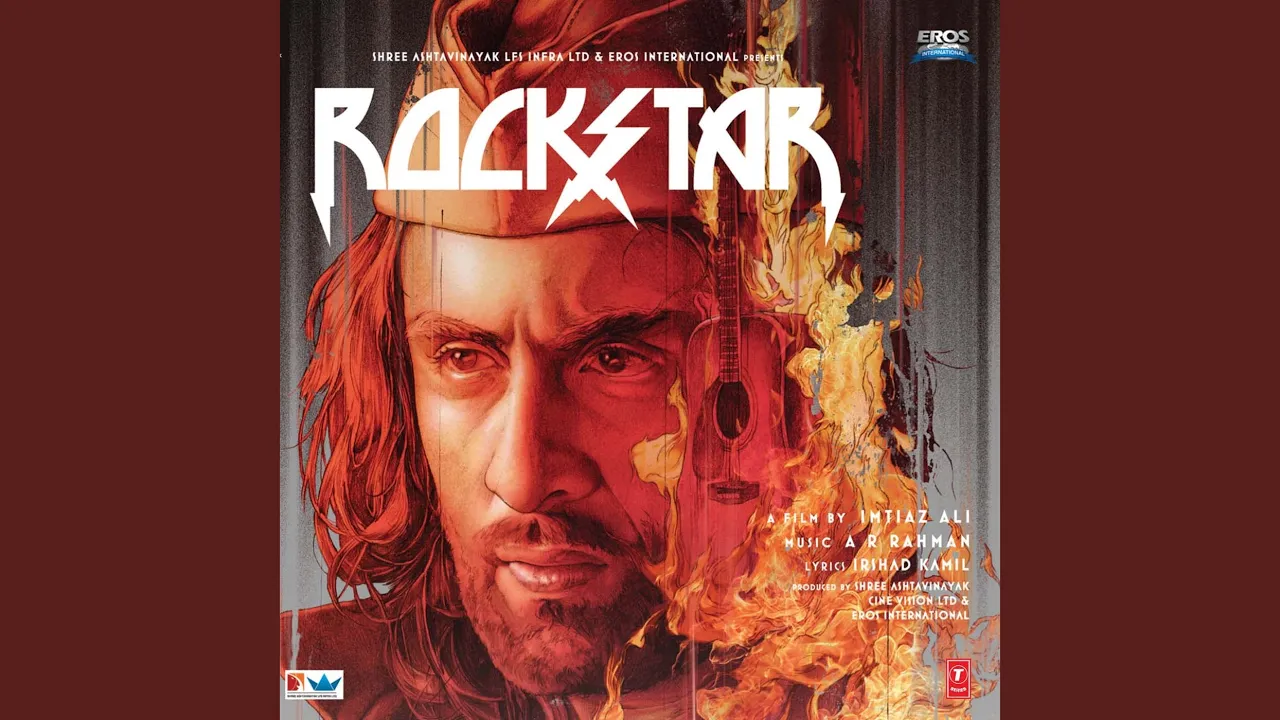 SHREE ASHTAVINAYAK LFS INFRA LTD & EROS INTERNATIONAL PRESENTS
EROS
INTERNATIONAL
ROCKSTAR
A FILM BY IMTIAZ ALI
MUSIC A R RAHMAN
LYRICS IRSHAD KAMIL
PRODUCED BY SHREE ASHTAVINAYAK
CINE VISION LTD &
EROS INTERNATIONAL
T
SERIES